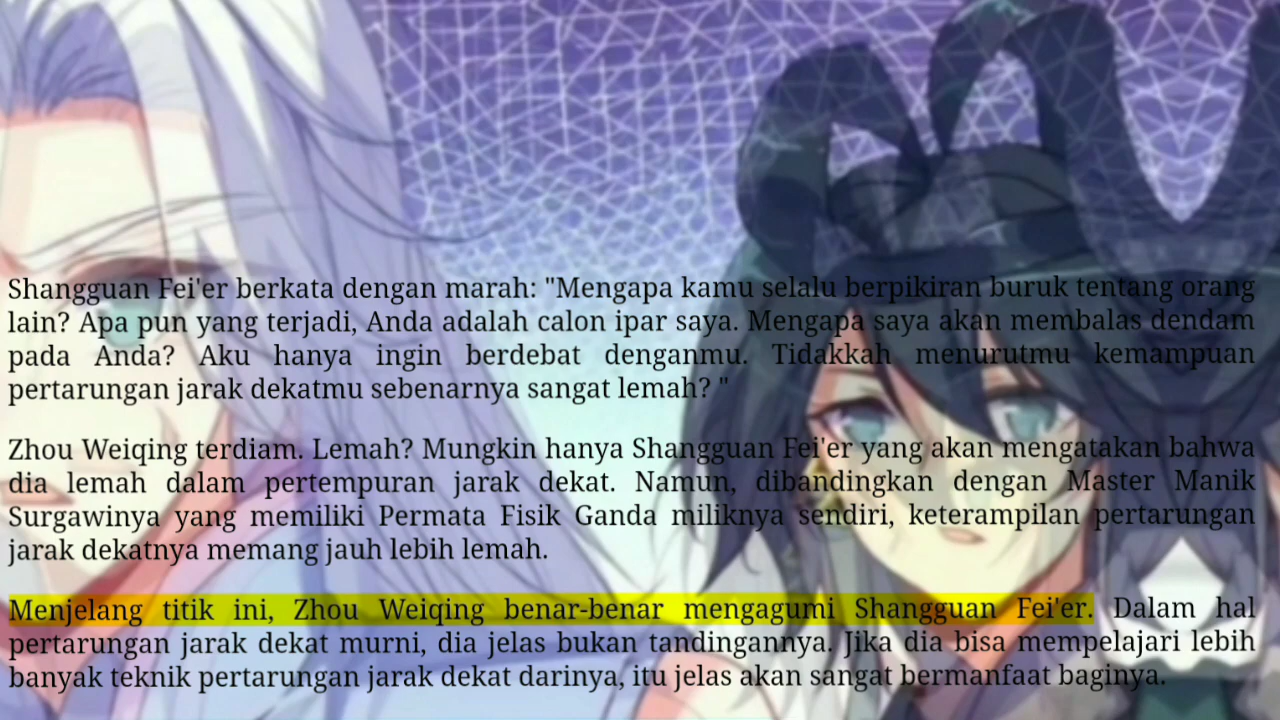 Shangguan Fei'er berkata dengan marah: "Mengapa kamu selalu berpikiran buruk tentang orang
lain? Apa pun yang terjadi, Anda adalah calon ipar saya. Mengapa saya akan membalas dendam
pada Anda? Aku hanya ingin berdebat denganmu. Tidakkah menurutmu kemampuan
pertarungan jarak dekatmu sebenarnya sangat lemah? "
Zhou Weiqing terdiam. Lemah? Mungkin hanya Shangguan Fei'er yang akan mengatakan bahwa
dia lemah dalam pertempuran jarak dekat. Namun, dibandingkan dengan Master Manik
Surgawinya yang memiliki Permata Fisik Ganda miliknya sendiri, keterampilan pertarungan
jarak dekatnya memang jauh lebih lemah.
Menjelang titik ini, Zhou Weiqing benar-benar mengagumi Shangguan Fei'er. Dalam hal
pertarungan jarak dekat murni, dia jelas bukan tandingannya. Jika dia bisa mempelajari lebih
banyak teknik pertarungan jarak dekat darinya, itu jelas akan sangat bermanfaat baginya.